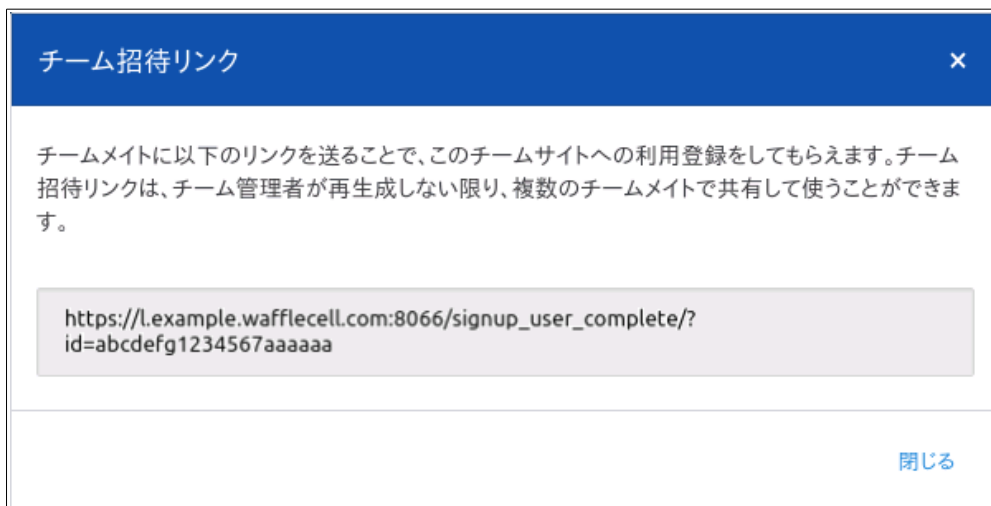 チーム招待リンク ×
チームメイトに以下のリンクを送ることで、このチームサイトへの利用登録をしてもらえます。チーム
招待リンクは、チーム管理者が再生成しない限り、複数のチームメイトで共有して使うことができま
す。
https://l.example.wafflecell.com:8066/signup_user_complete/?
id=abcdefg1234567aaaaaa
閉じる